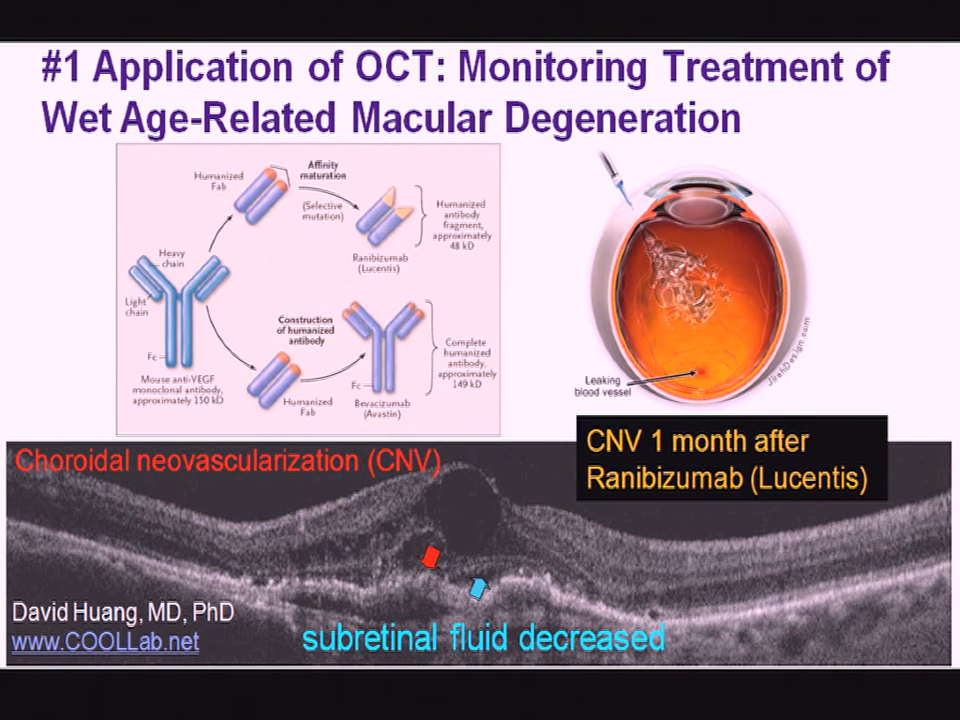 #1 Application of OCT: Monitoring Treatment of
Wet Age-Related Macular Degeneration
Humanized
Fab
Affinity
maturation
(Selective
mutation)
Ranibizumab
(Lucentis)
Humanized
antibody
fragment,
approximately
48 kD
Heavy
chain
Light
chain
Fc
Mouse anti-VEGF
monoclonal antibody,
approximately 150 kD
Construction
of humanized
antibody
Humanized
Fab
Fc
Bevacizumab
(Avastin)
Complete
humanized
antibody,
approximately
149 kD
Leaking
blood vessel
JirehDesign.com
Choroidal neovascularization (CNV)
CNV 1 month after
Ranibizumab (Lucentis)
David Huang, MD, PhD
www.COOLLab.net
subretinal fluid decreased